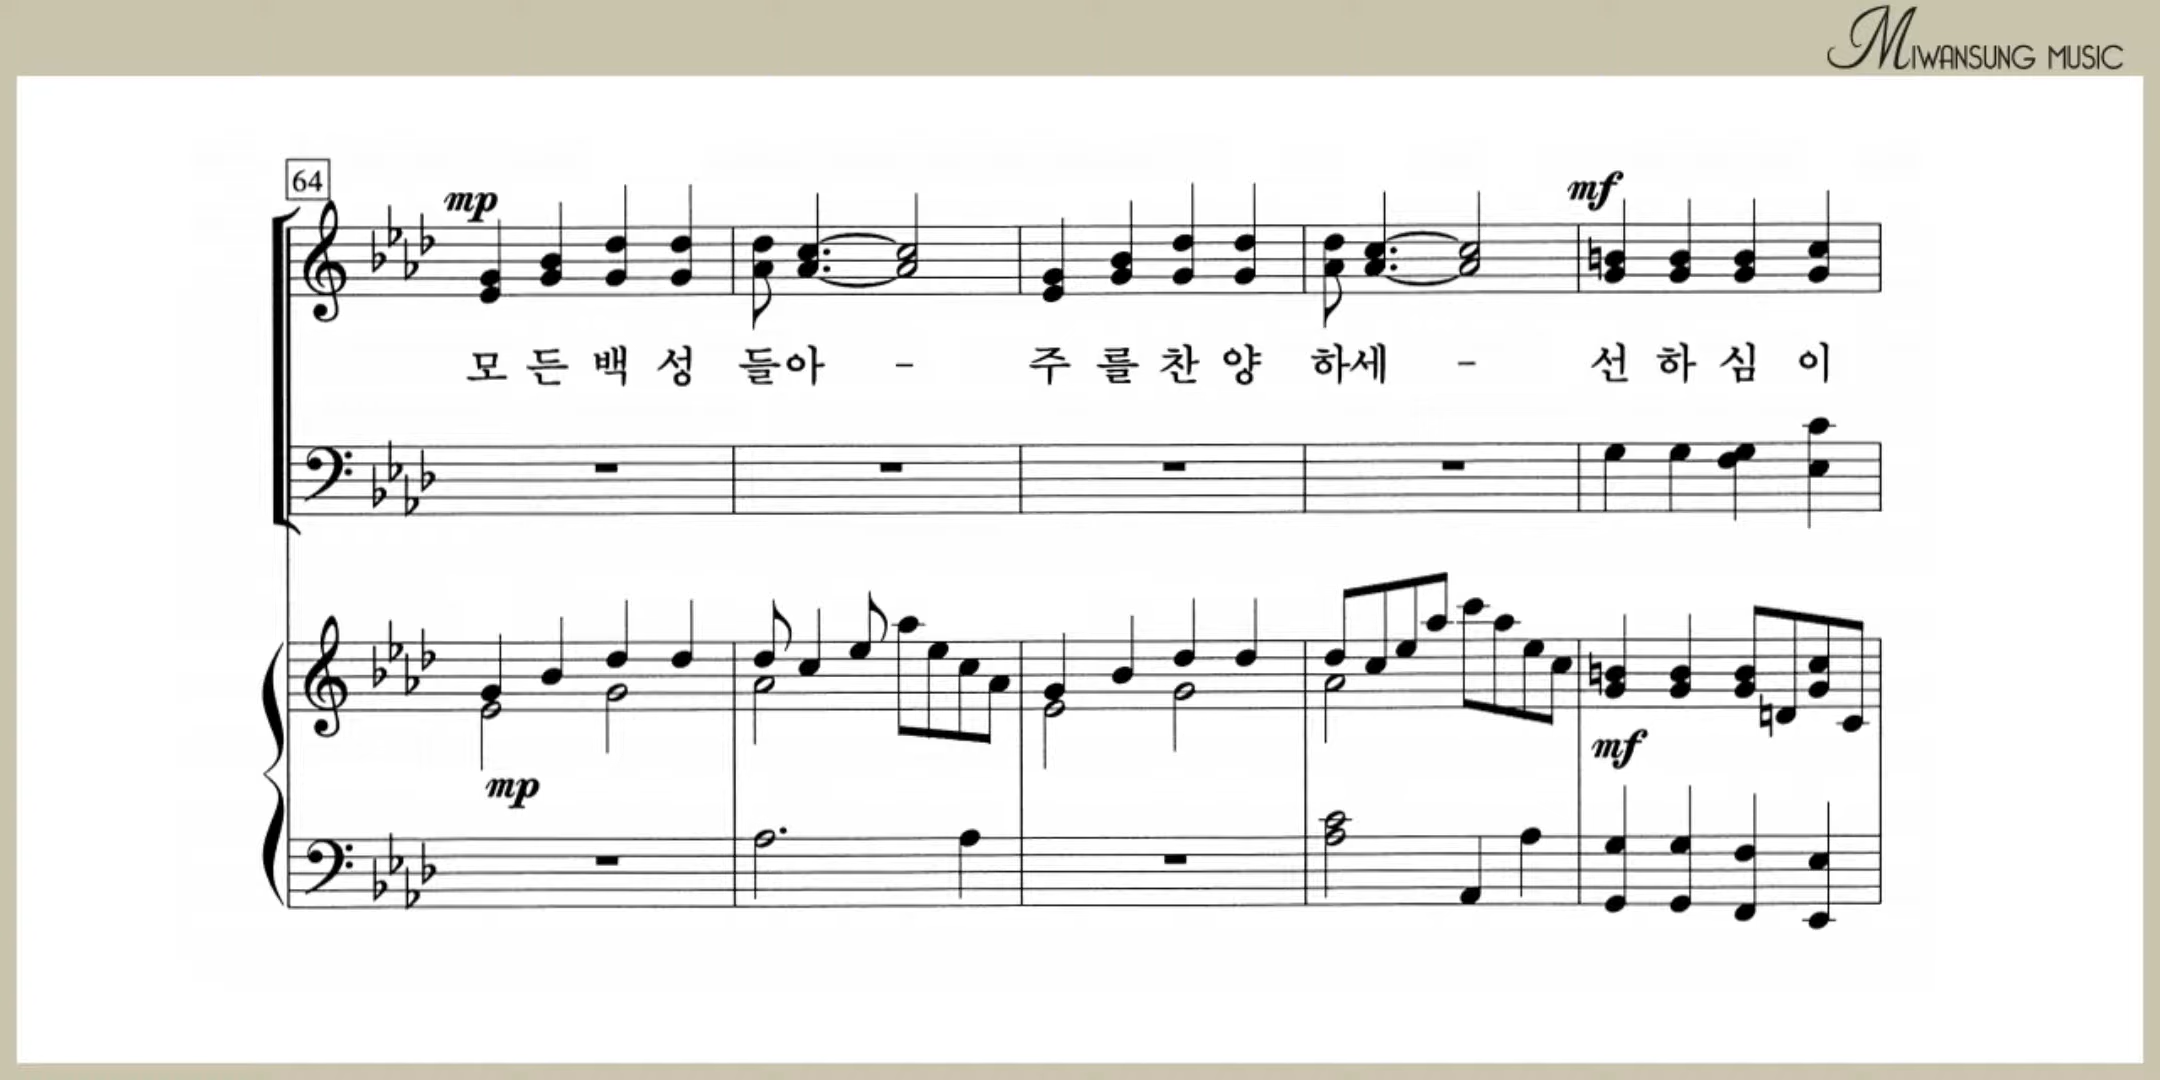 MIWANSUNG MUSIC
64
mp
mf
모 든 백 성 들아 - 주 를 찬 양 하세 - 선 하 심 이
mp
mf